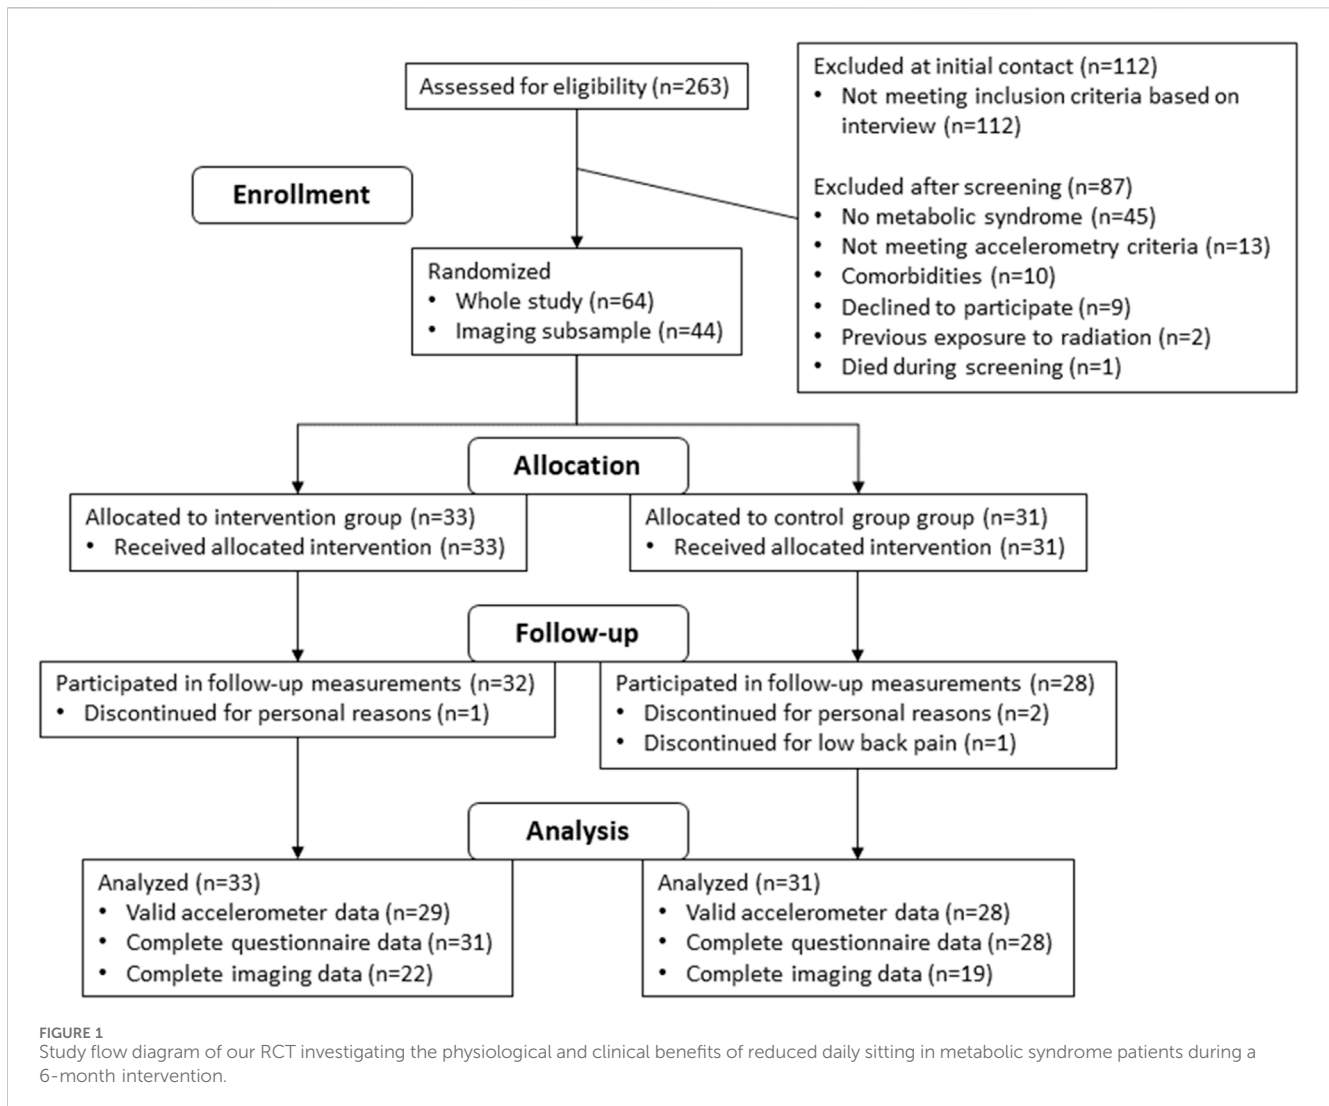 Assessed for eligibility (n=263)
Excluded at initial contact (n=112)
• Not meeting inclusion criteria based on
interview (n=112)
Excluded after screening (n=87)
• No metabolic syndrome (n=45)
• Not meeting accelerometry criteria (n=13)
• Comorbidities (n=10)
• Declined to participate (n=9)
• Previous exposure to radiation (n=2)
• Died during screening (n=1)
Enrollment
Randomized
• Whole study (n=64)
• Imaging subsample (n=44)
Allocation
Allocated to intervention group (n=33)
• Received allocated intervention (n=33)
Allocated to control group group (n=31)
• Received allocated intervention (n=31)
Follow-up
Participated in follow-up measurements (n=32)
• Discontinued for personal reasons (n=1)
Participated in follow-up measurements (n=28)
• Discontinued for personal reasons (n=2)
• Discontinued for low back pain (n=1)
Analysis
Analyzed (n=33)
• Valid accelerometer data (n=29)
• Complete questionnaire data (n=31)
• Complete imaging data (n=22)
Analyzed (n=31)
• Valid accelerometer data (n=28)
• Complete questionnaire data (n=28)
• Complete imaging data (n=19)
FIGURE 1
Study flow diagram of our RCT investigating the physiological and clinical benefits of reduced daily sitting in metabolic syndrome patients during a
6-month intervention.